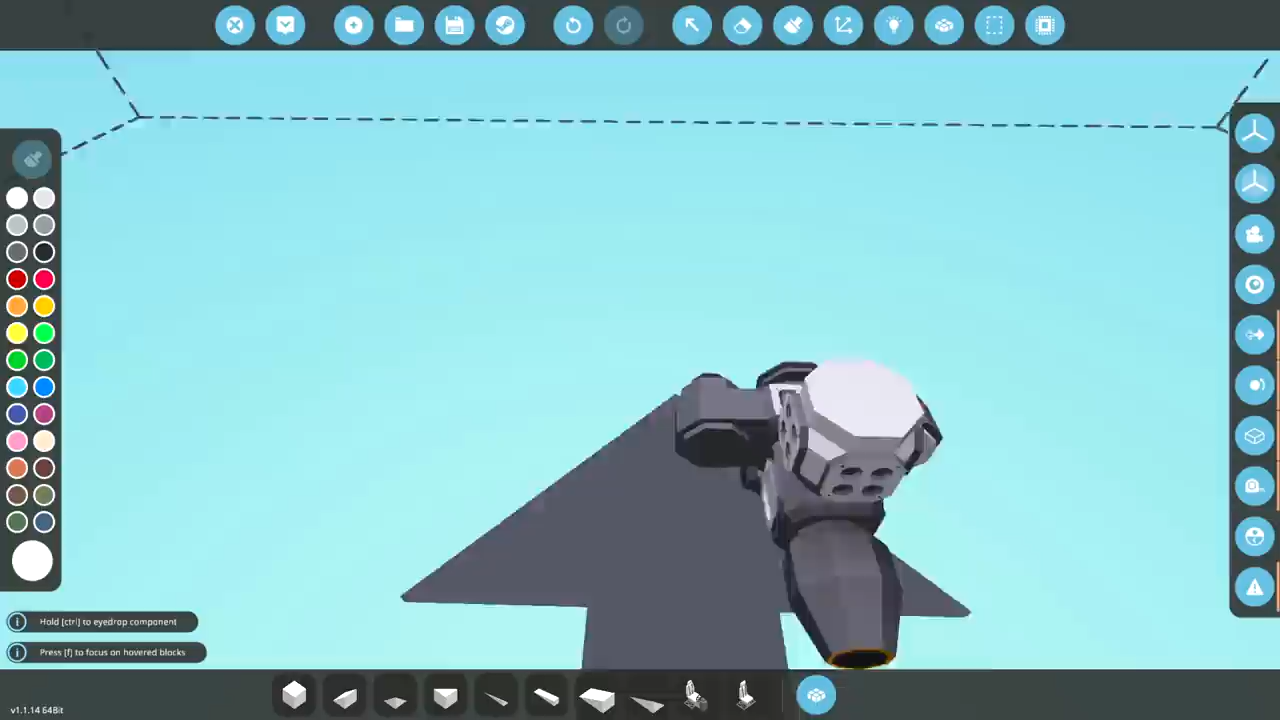 Hold [ctrl] to eyedrop component
Press [f] to focus on hovered blocks
v1.1.14 64Bit